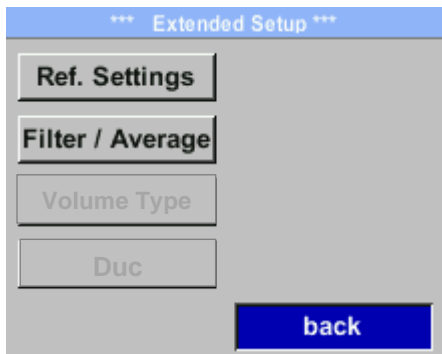 *** Extended Setup ***
Ref. Settings
Filter / Average
Volume Type
Duc
back